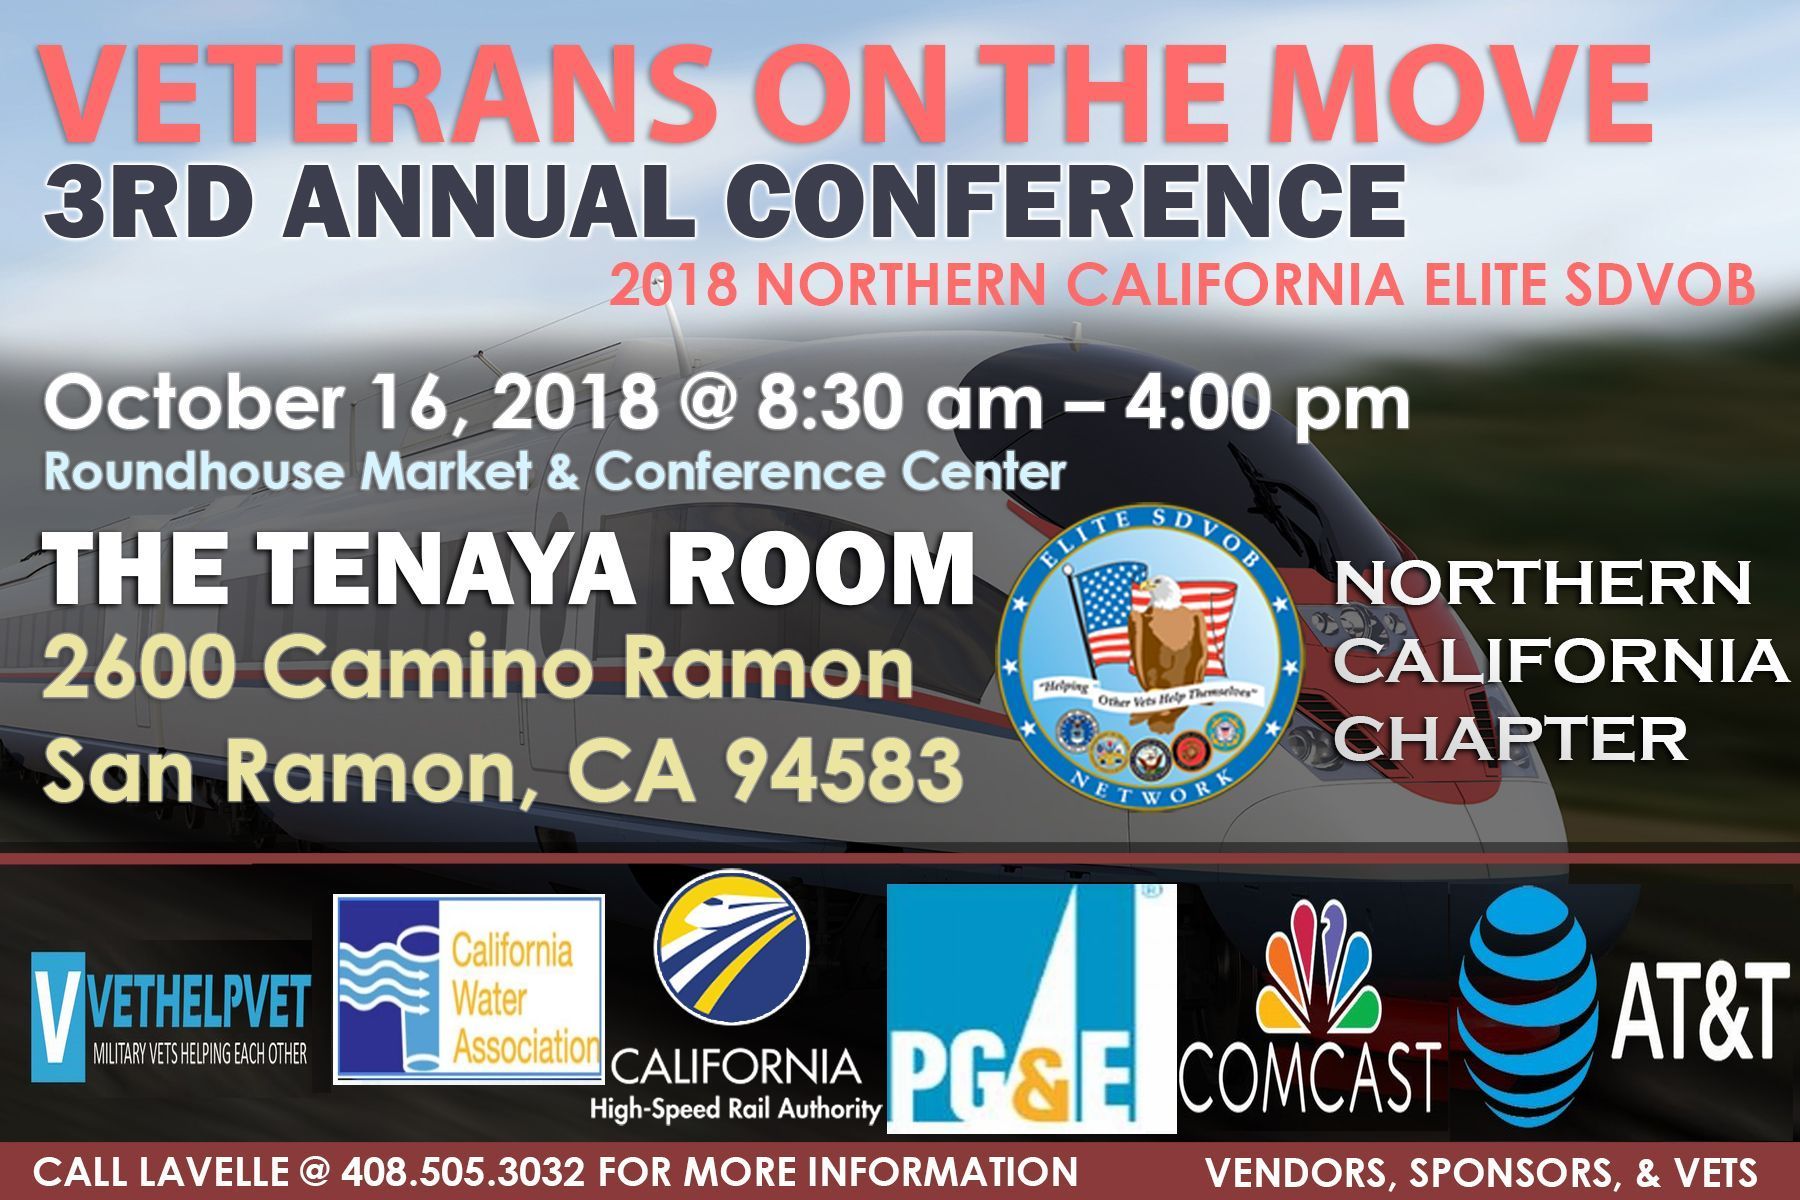 VETERANS ON THE MOVE
3RD ANNUAL CONFERENCE
2018 NORTHERN CALIFORNIA ELITE SDVOB
October 16, 2018 @ 8:30 am – 4:00 pm
Roundhouse Market & Conference Center
THE TENAYA ROOM
2600 Camino Ramon
San Ramon, CA 94583
ELITE SDVOB
"Helping Other Vets Help Themselves"
NETWORK
NORTHERN
CALIFORNIA
CHAPTER
V VETHELPVET
MILITARY VETS HELPING EACH OTHER
California
Water
Association
CALIFORNIA
High-Speed Rail Authority
PG&E®
COMCAST
AT&T
CALL LAVELLE @ 408.505.3032 FOR MORE INFORMATION
VENDORS, SPONSORS, & VETS